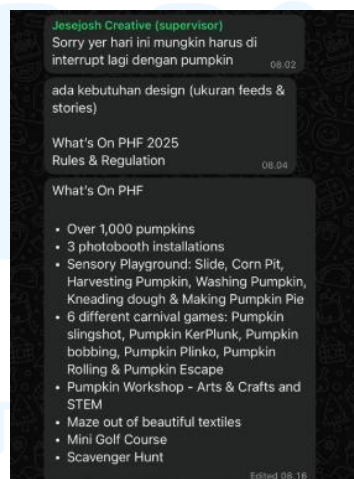 Jesejosh Creative (supervisor)
Sorry yer hari ini mungkin harus di
interrupt lagi dengan pumpkin
08.02
ada kebutuhan design (ukuran feeds &
stories)
What's On PHF 2025
Rules & Regulation
08.04
What's On PHF
• Over 1,000 pumpkins
• 3 photobooth installations
• Sensory Playground: Slide, Corn Pit,
Harvesting Pumpkin, Washing Pumpkin,
Kneading dough & Making Pumpkin Pie
• 6 different carnival games: Pumpkin
slingshot, Pumpkin KerPlunk, Pumpkin
bobbing, Pumpkin Plinko, Pumpkin
Rolling & Pumpkin Escape
• Pumpkin Workshop - Arts & Crafts and
STEM
• Maze out of beautiful textiles
• Mini Golf Course
• Scavenger Hunt
Edited 08.16